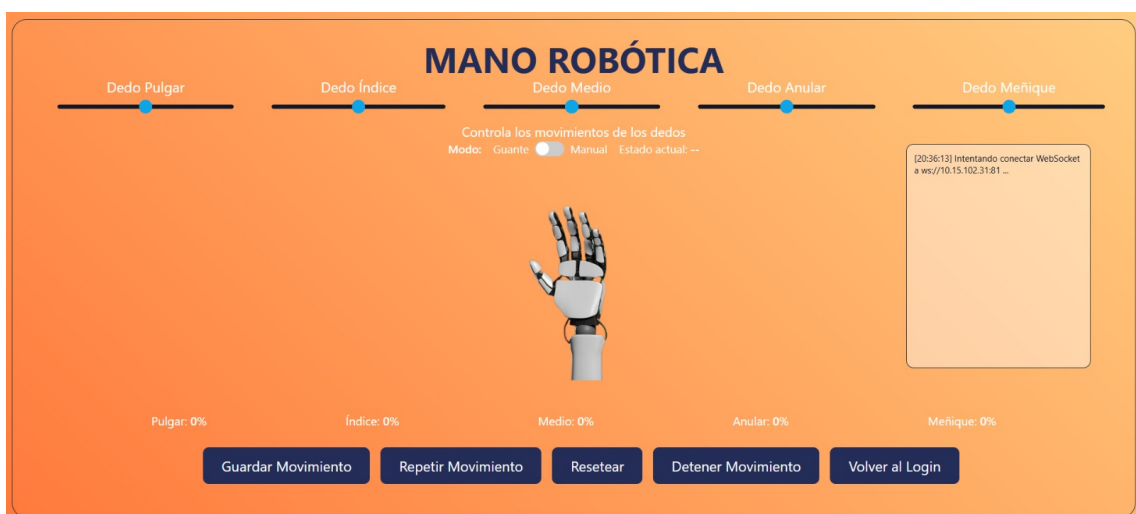 MANO ROBÓTICA
Dedo Pulgar Dedo Índice Dedo Medio Dedo Anular Dedo Meñique
Controla los movimientos de los dedos
Modo: Guante Manual Estado actual: --
[20:36:13] Intentando conectar WebSocket
a ws://10.15.102.31:81 ...
Pulgar: 0% Índice: 0% Medio: 0% Anular: 0% Meñique: 0%
Guardar Movimiento Repetir Movimiento Resetear Detener Movimiento Volver al Login